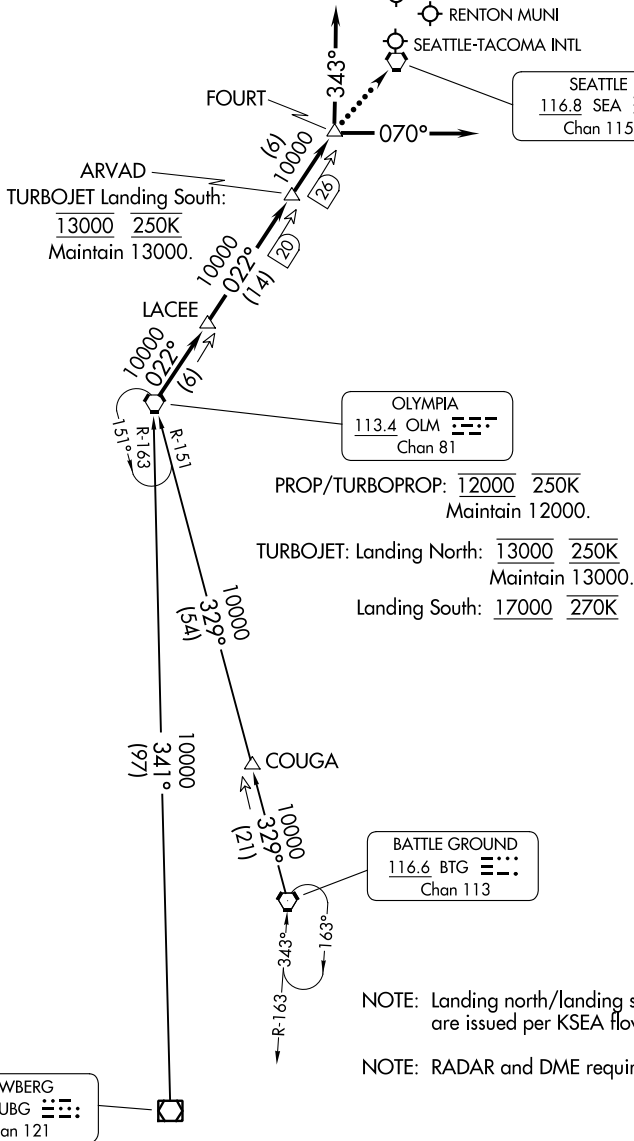 RENTON MUNI
SEATTLE-TACOMA INTL
SEATTLE
116.8 SEA
Chan 115
343°
FOURT
070°
(6)
10000
26
ARVAD
TURBOJET Landing South:
13000 250K
Maintain 13000.
10000
022°
(14)
20
LACEE
10000
022°
(6)
OLYMPIA
113.4 OLM
Chan 81
151°
R-163
R-151
PROP/TURBOPROP: 12000 250K
Maintain 12000.
TURBOJET: Landing North: 13000 250K
Maintain 13000.
Landing South: 17000 270K
10000
329°
(54)
10000
341°
(97)
COUGA
10000
329°
(21)
BATTLE GROUND
116.6 BTG
Chan 113
343°
163°
R-163
NOTE: Landing north/landing
are issued per KSEA
NOTE: RADAR and DME
WBERG
UBG
an 121